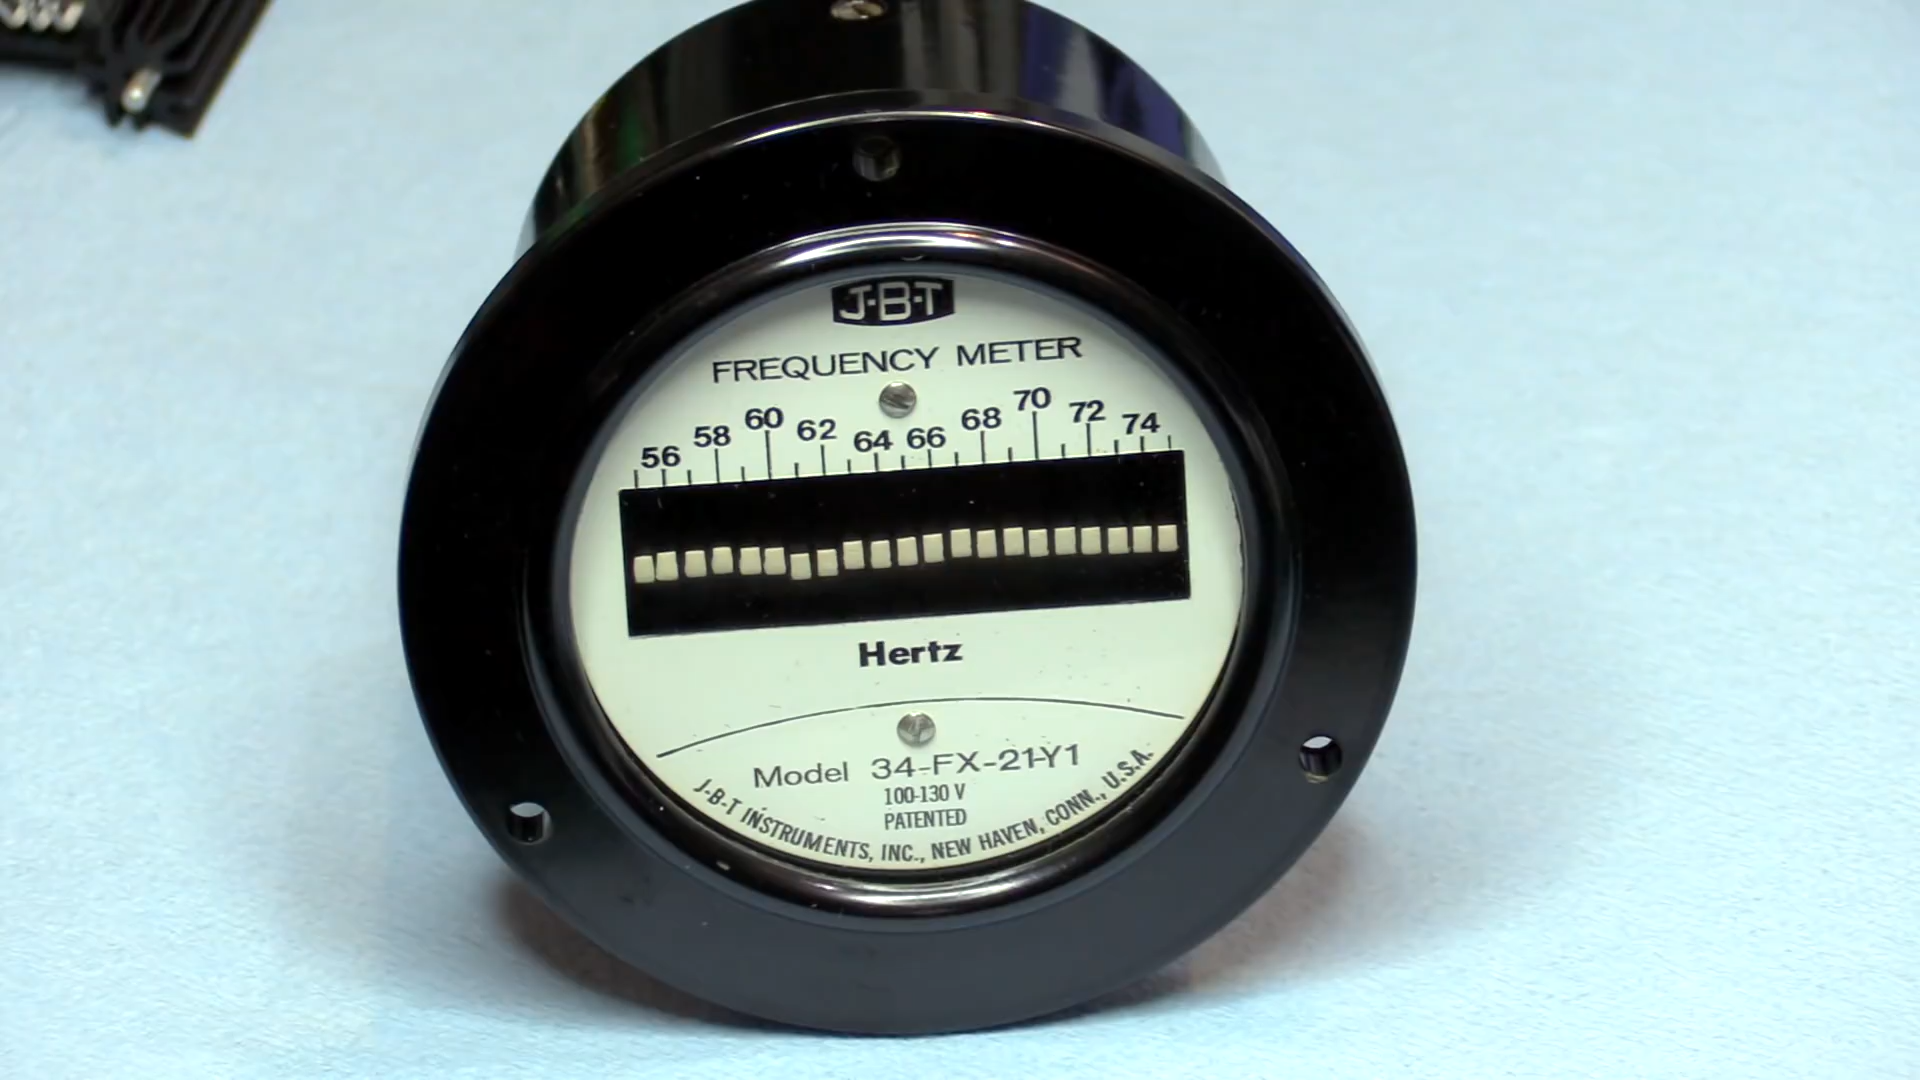 J-B-T
FREQUENCY METER
56 58 60 62 64 66 68 70 72 74
Hertz
Model 34-FX-21-Y1
100-130 V
PATENTED
J-B-T INSTRUMENTS, INC., NEW HAVEN, CONN., U.S.A.